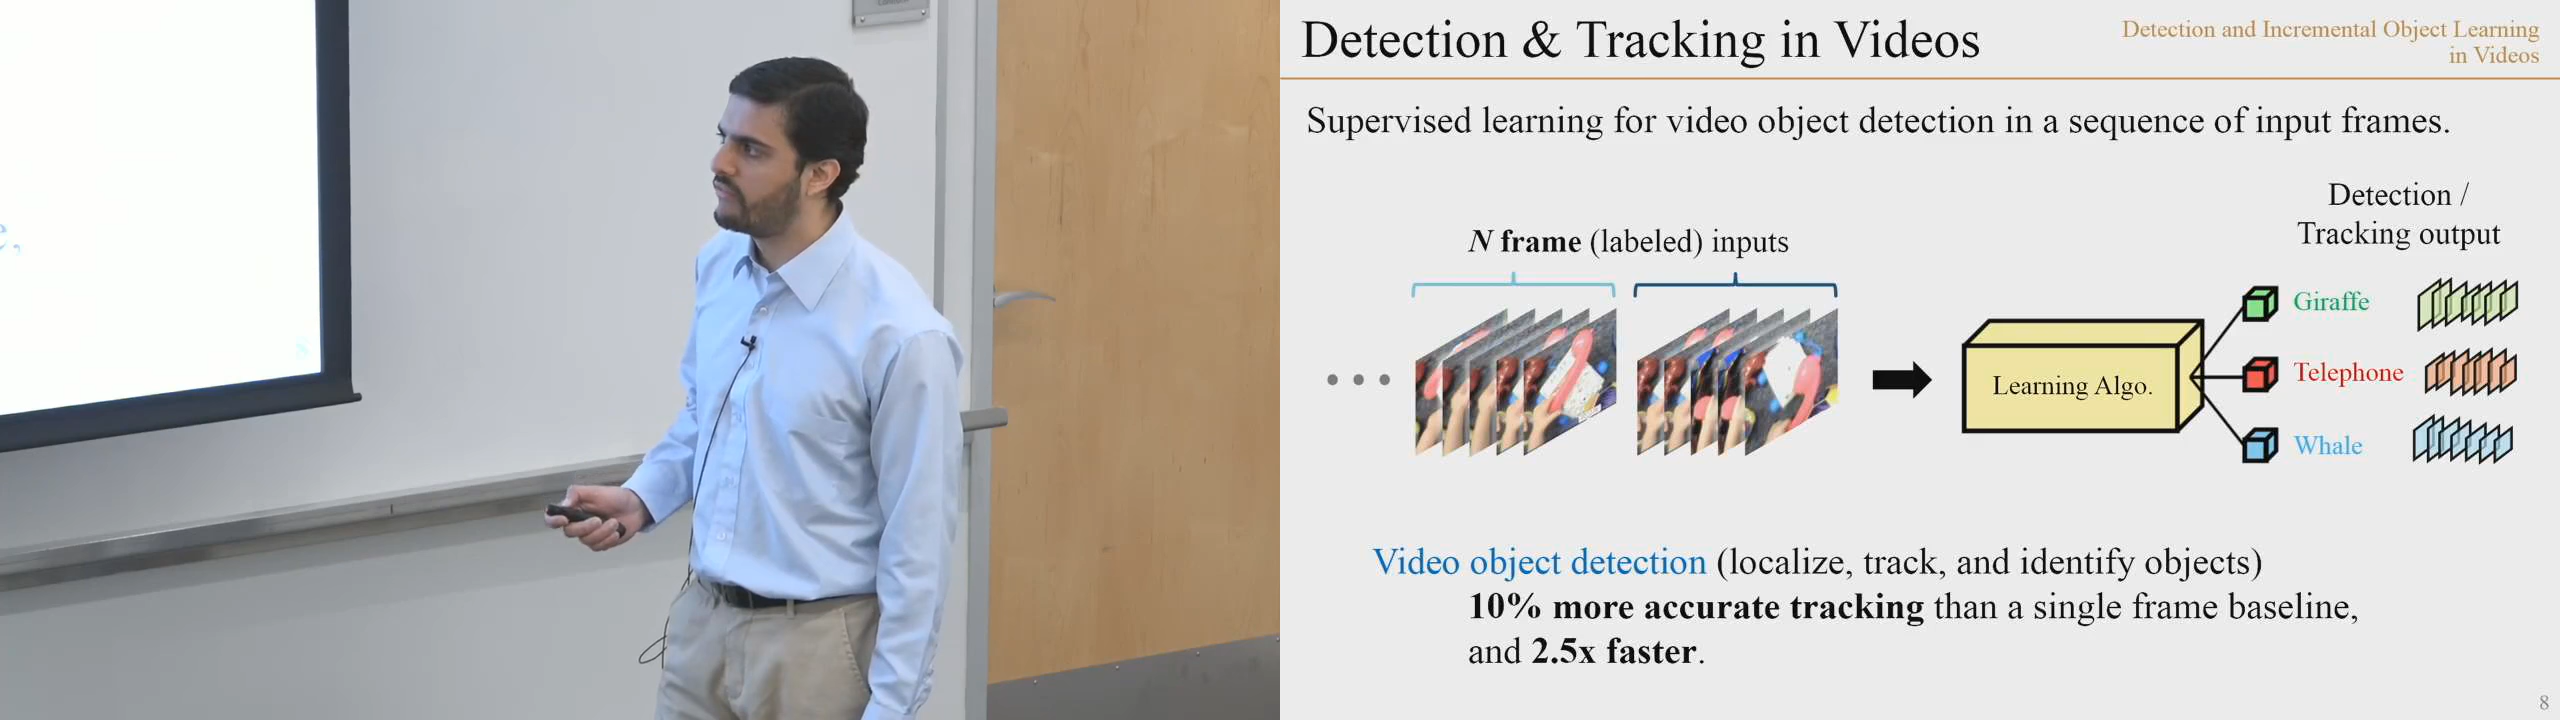 e,
Detection & Tracking in Videos
Detection and Incremental Object Learning
in Videos
Supervised learning for video object detection in a sequence of input frames.
Detection /
Tracking output
N frame (labeled) inputs
Giraffe
Learning Algo.
Telephone
Whale
Video object detection (localize, track, and identify objects)
10% more accurate tracking than a single frame baseline,
and 2.5x faster.
8